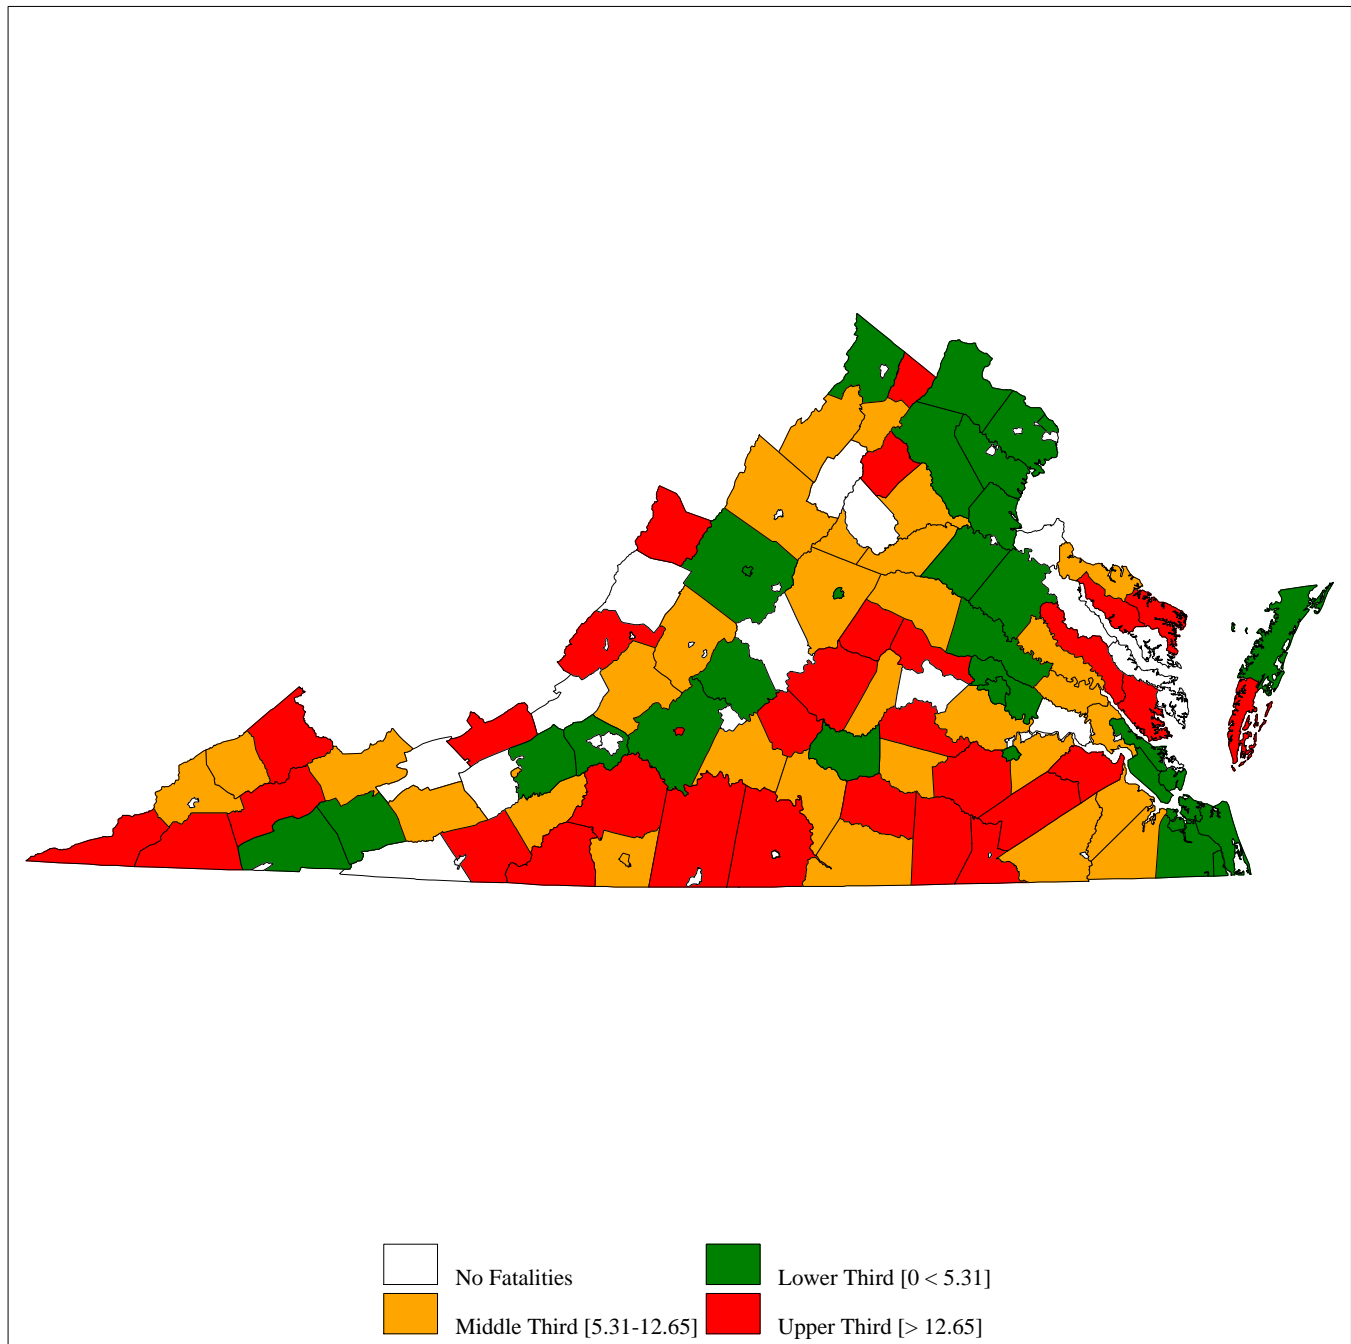 No Fatalities
Lower Third [0 < 5.31]
Middle Third [5.31-12.65]
Upper Third [> 12.65]